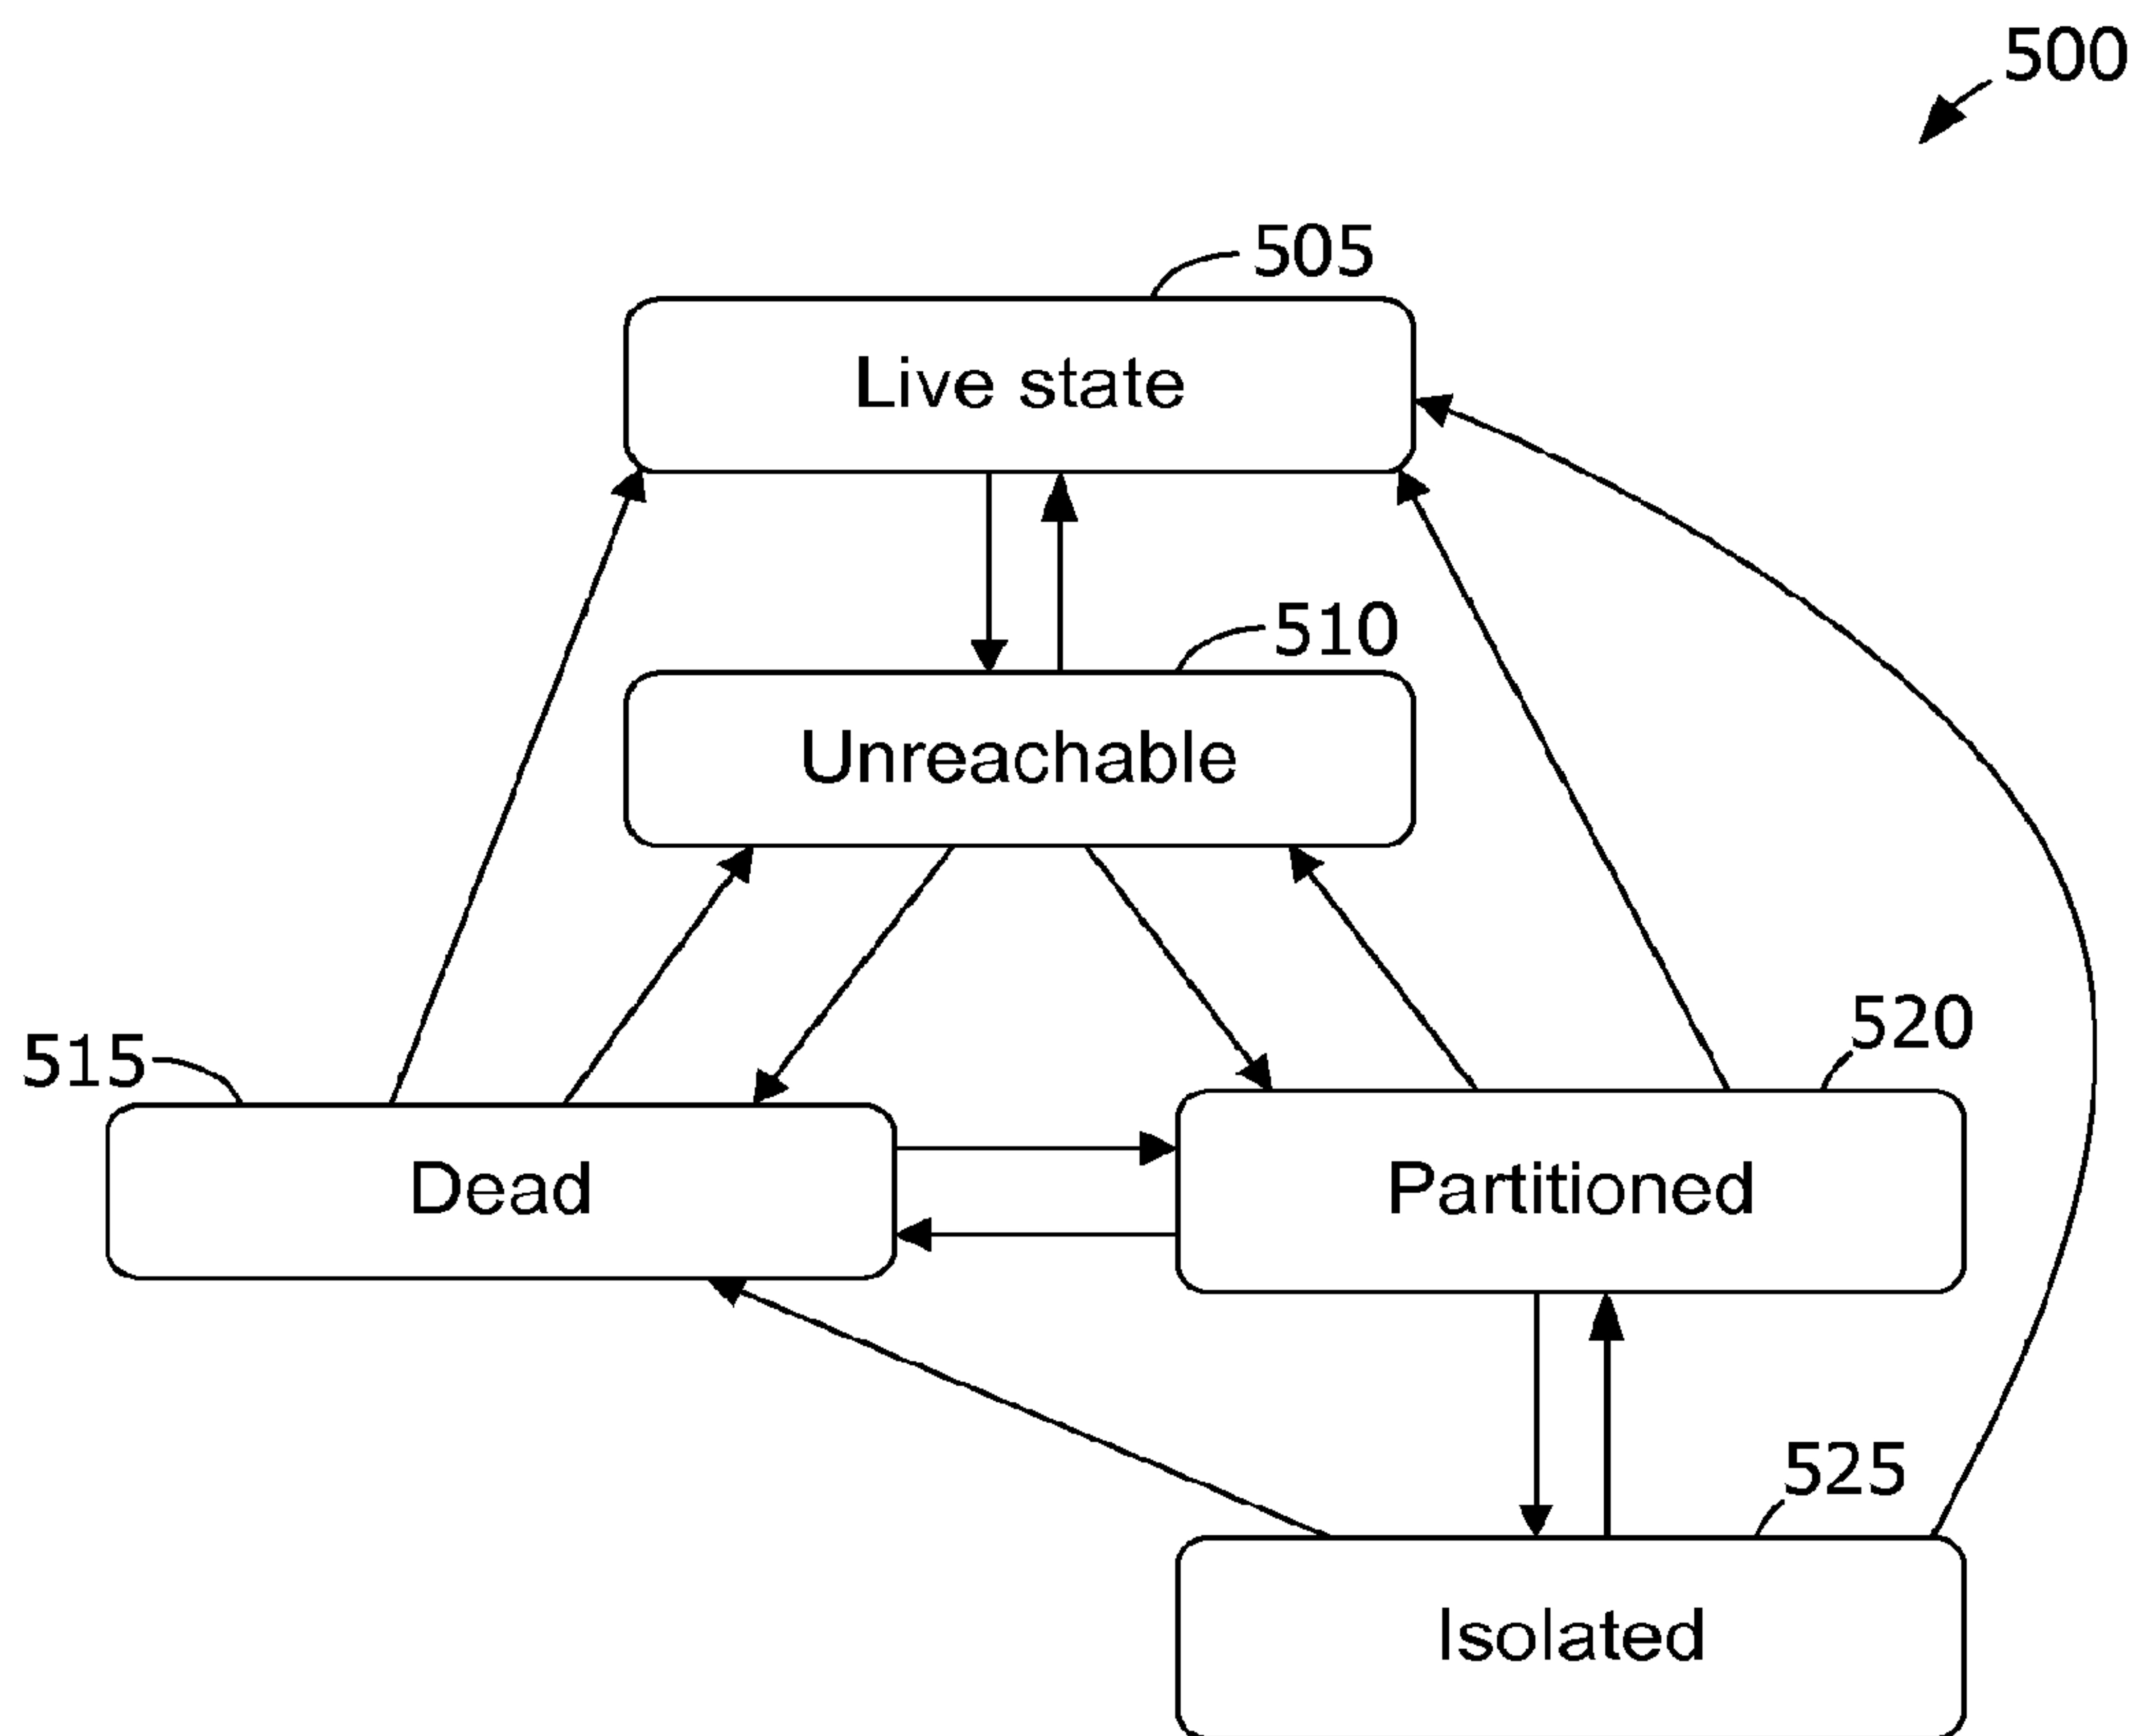 500
505
Live state
510
Unreachable
515
520
Dead
Partitioned
525
Isolated